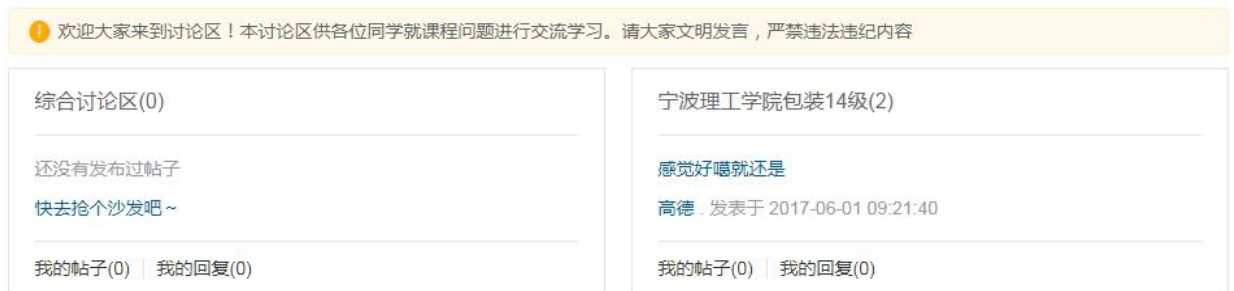 欢迎大家来到讨论区！本讨论区供各位同学就课程问题进行交流学习。请大家文明发言，严禁违法违纪内容
综合讨论区(0)
还没有发布过帖子
快去抢个沙发吧～
我的帖子(0) 我的回复(0)
宁波理工学院包装14级(2)
感觉好噶就还是
高德 . 发表于 2017-06-01 09:21:40
我的帖子(0) 我的回复(0)